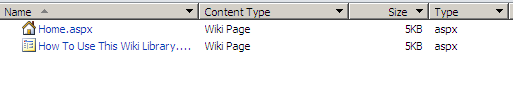 Name Content Type Size Type
Home.aspx Wiki Page 5KB aspx
How To Use This Wiki Library.... Wiki Page 5KB aspx